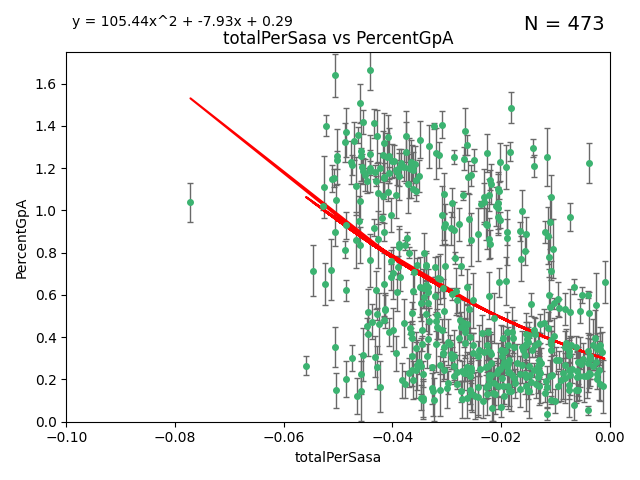 y = 105.44x^2 + -7.93x + 0.29
N = 473
totalPerSasa vs PercentGpA
PercentGpA
1.6
1.4
1.2
1.0
0.8
0.6
0.4
0.2
0.0
−0.10 −0.08 −0.06 −0.04 −0.02 0.00
totalPerSasa